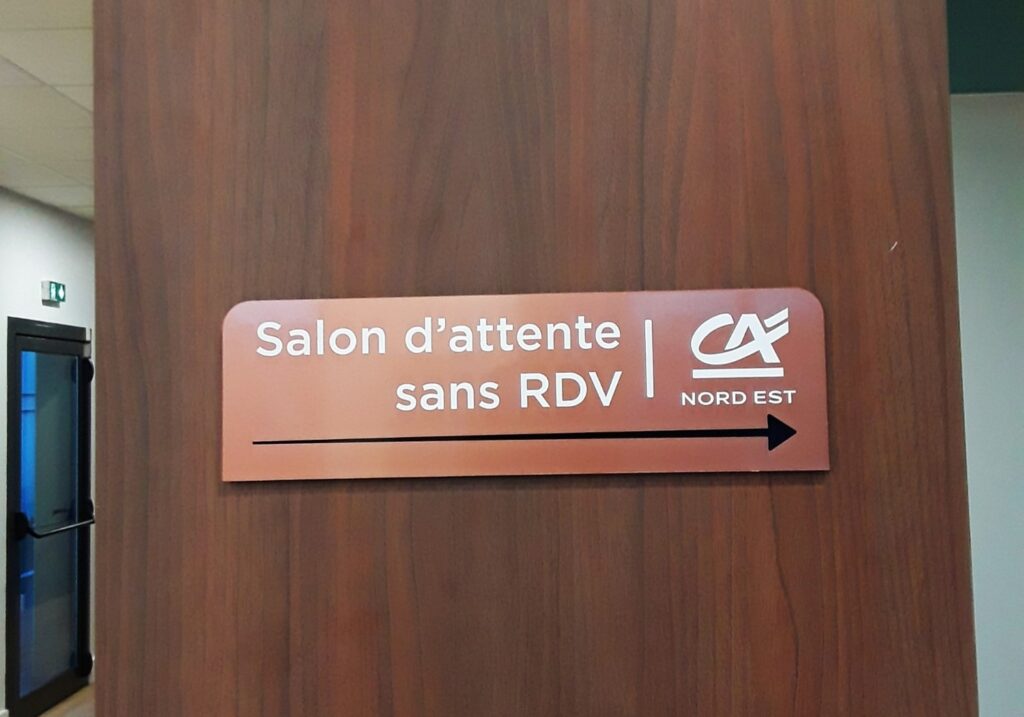 Salon d'attente
sans RDV
CA
NORD EST